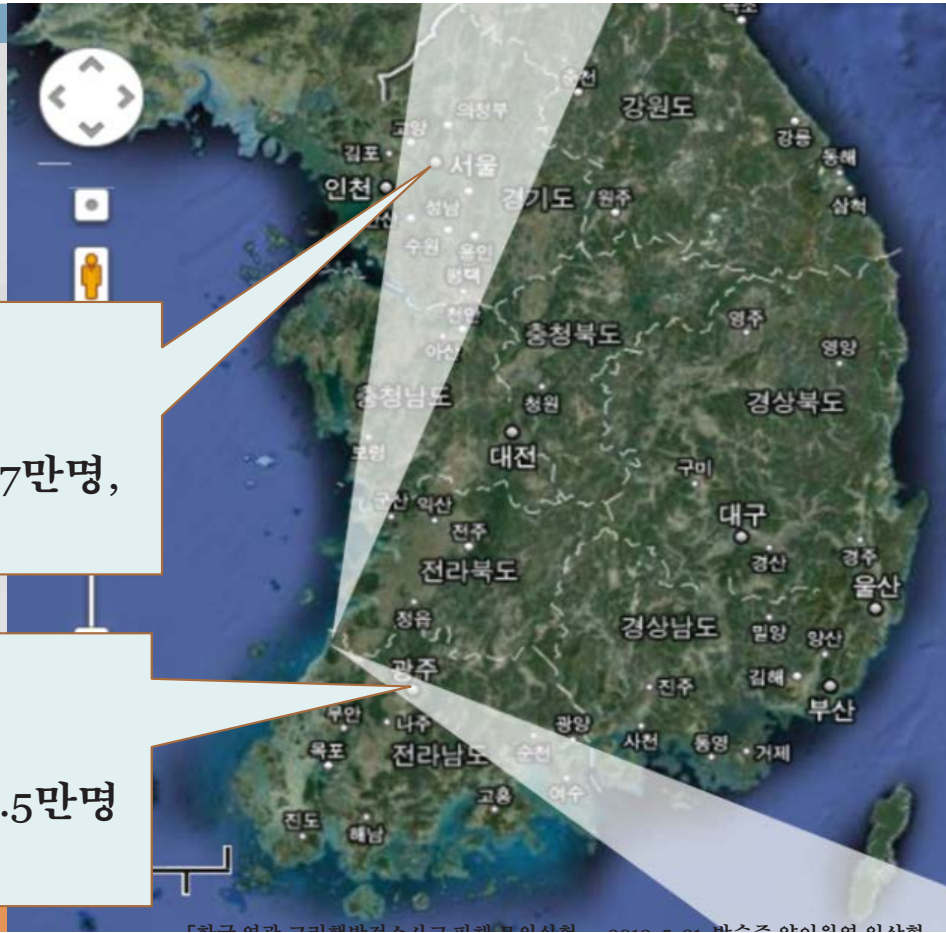 속초
춘천
강원도
의정부
고양
강릉
김포
서울
동해
인천
경기도
원주
성남
안산
삼척
수원
용인
평택
천안
영주
충청북도
아산
영양
충청남도
청원
경상북도
보령
대전
7만명,
구미
군산
익산
대구
전주
경산
경주
전라북도
울산
정읍
경상남도
밀양
양산
광주
진주
김해
부산
무안
나주
광양
사천
통영
거제
목포
전라남도
순천
.5만명
고흥
여수
진도
해남